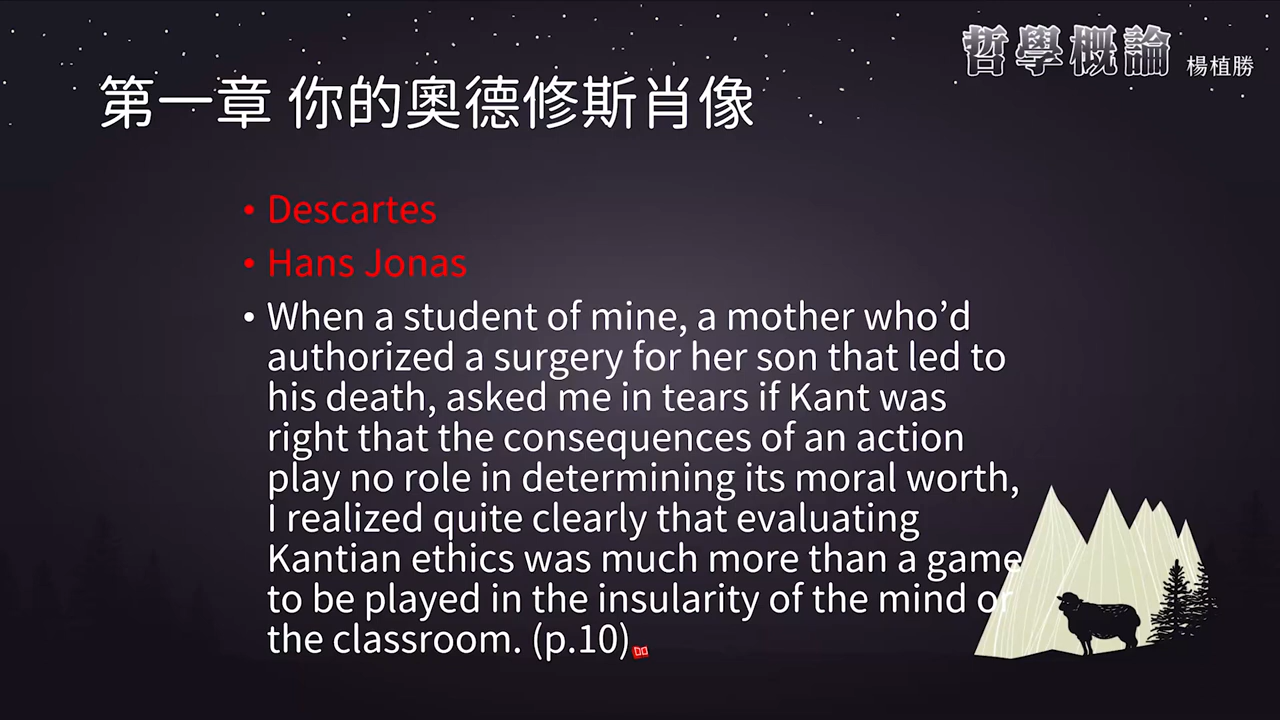 哲學概論 楊植勝
第一章 你的奧德修斯肖像
• Descartes
• Hans Jonas
• When a student of mine, a mother who’d
authorized a surgery for her son that led to
his death, asked me in tears if Kant was
right that the consequences of an action
play no role in determining its moral worth,
I realized quite clearly that evaluating
Kantian ethics was much more than a game
to be played in the insularity of the mind or
the classroom. (p.10)